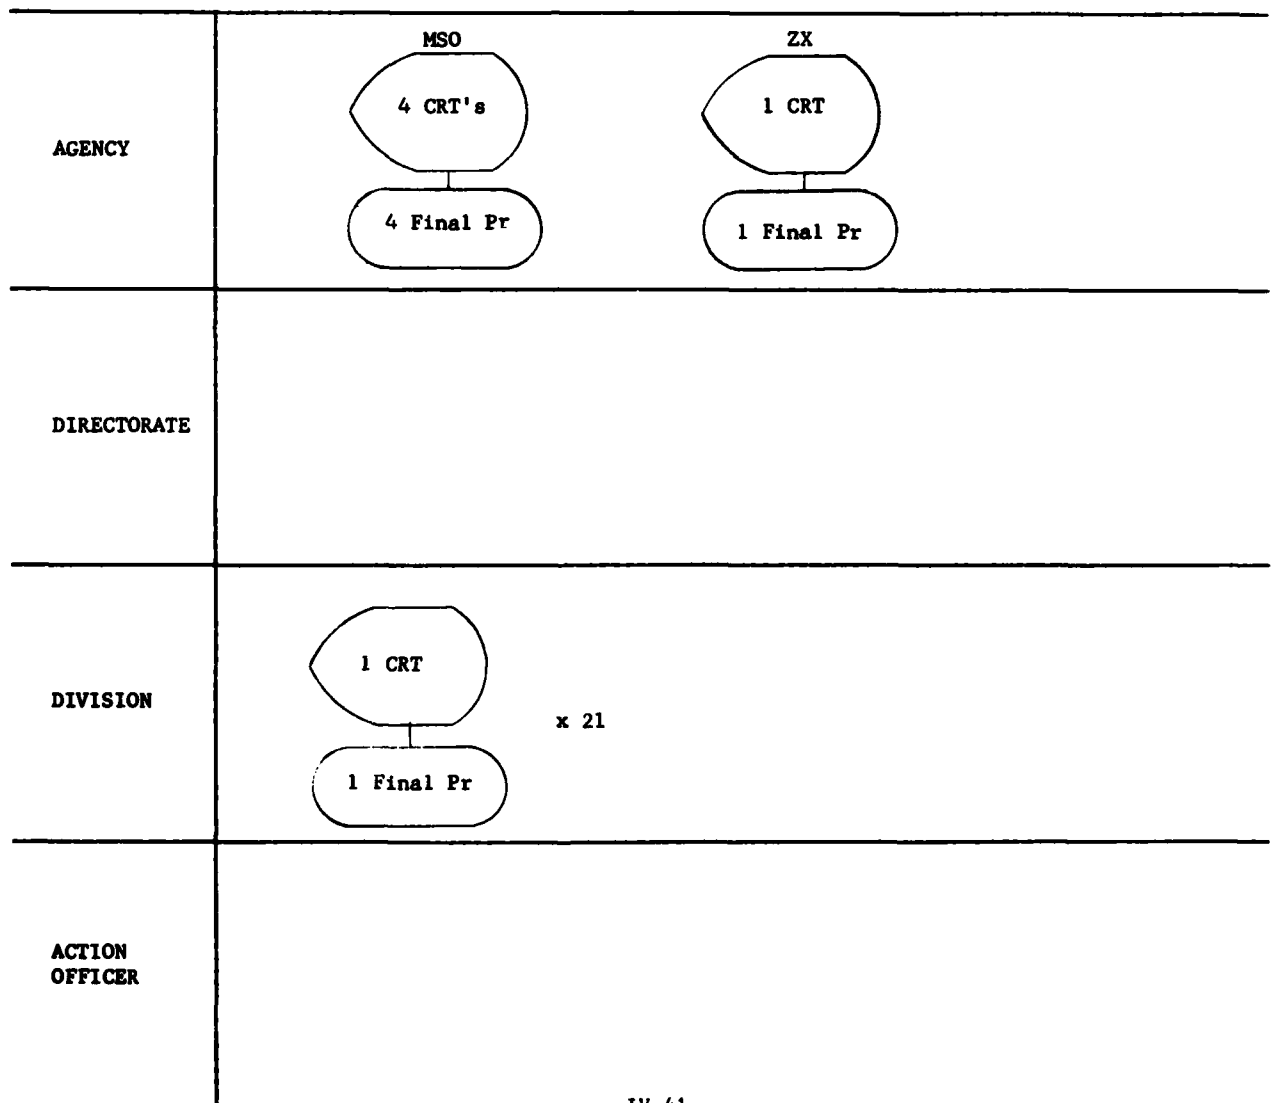 MSO
ZX
4 CRT's
1 CRT
AGENCY
4 Final Pr
1 Final Pr
DIRECTORATE
1 CRT
DIVISION
x 21
1 Final Pr
ACTION
OFFICER